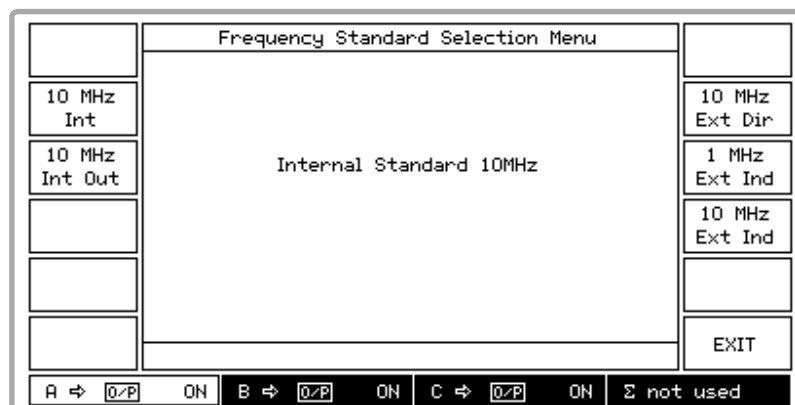 Frequency Standard Selection Menu
10 MHz
Int
10 MHz
Int Out
Internal Standard 10MHz
10 MHz
Ext Dir
1 MHz
Ext Ind
10 MHz
Ext Ind
EXIT
A ⇨ O/P ON B ⇨ O/P ON C ⇨ O/P ON Σ not used